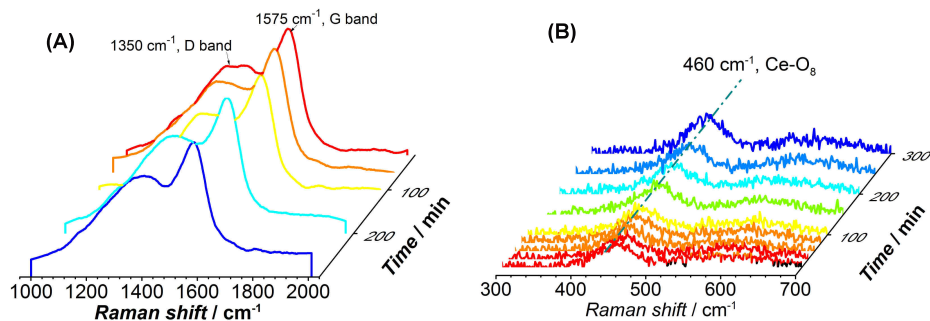 (A)
1575 cm⁻¹, G band
1350 cm⁻¹, D band
100
200
Time / min
1000 1200 1400 1600 1800 2000
Raman shift / cm⁻¹
(B)
460 cm⁻¹, Ce-O₈
300
200
100
Time / min
300 400 500 600 700
Raman shift / cm⁻¹